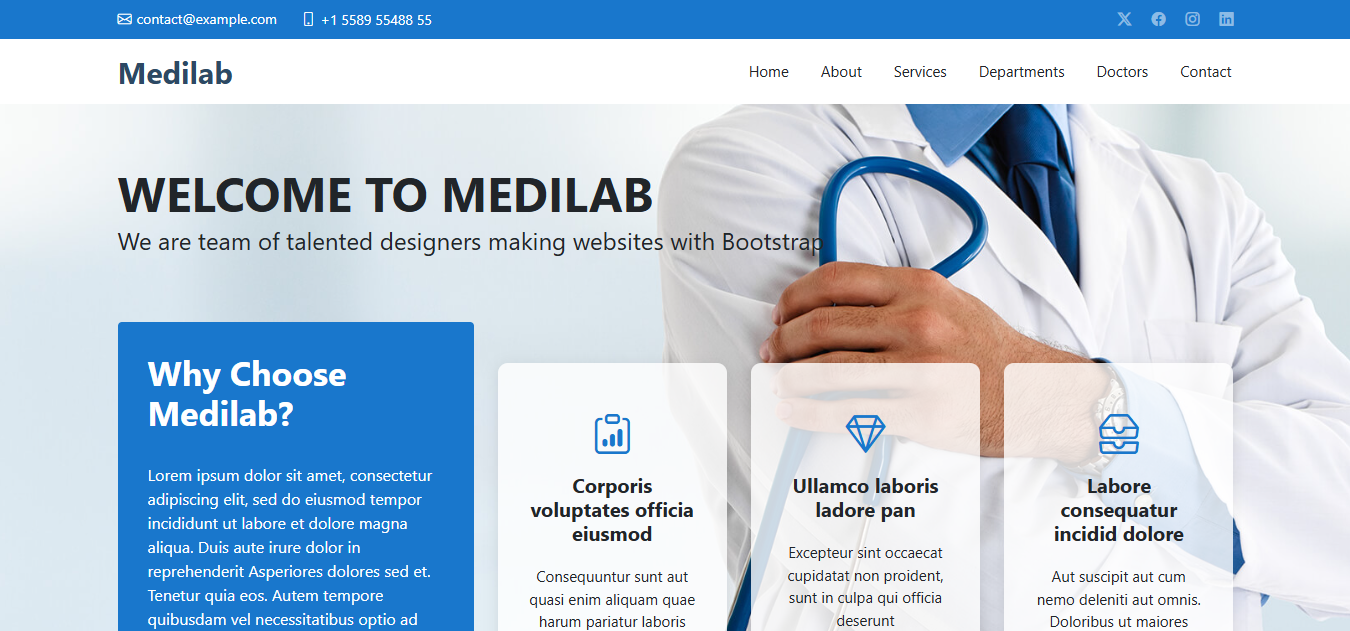 contact@example.com
+1 5589 55488 55
Medilab
Home
About
Services
Departments
Doctors
Contact
WELCOME TO MEDILAB
We are team of talented designers making websites with Bootstrap
Why Choose
Medilab?
Lorem ipsum dolor sit amet, consectetur
adipiscing elit, sed do eiusmod tempor
incididunt ut labore et dolore magna
aliqua. Duis aute irure dolor in
reprehenderit Asperiores dolores sed et.
Tenetur quia eos. Autem tempore
quibusdam vel necessitatibus optio ad
Corporis
voluptates officia
eiusmod
Consequuntur sunt aut
quasi enim aliquam quae
harum pariatur laboris
Ullamco laboris
ladore pan
Excepteur sint occaecat
cupidatat non proident,
sunt in culpa qui officia
deserunt
Labore
consequatur
incidid dolore
Aut suscipit aut cum
nemo deleniti aut omnis.
Doloribus ut maiores